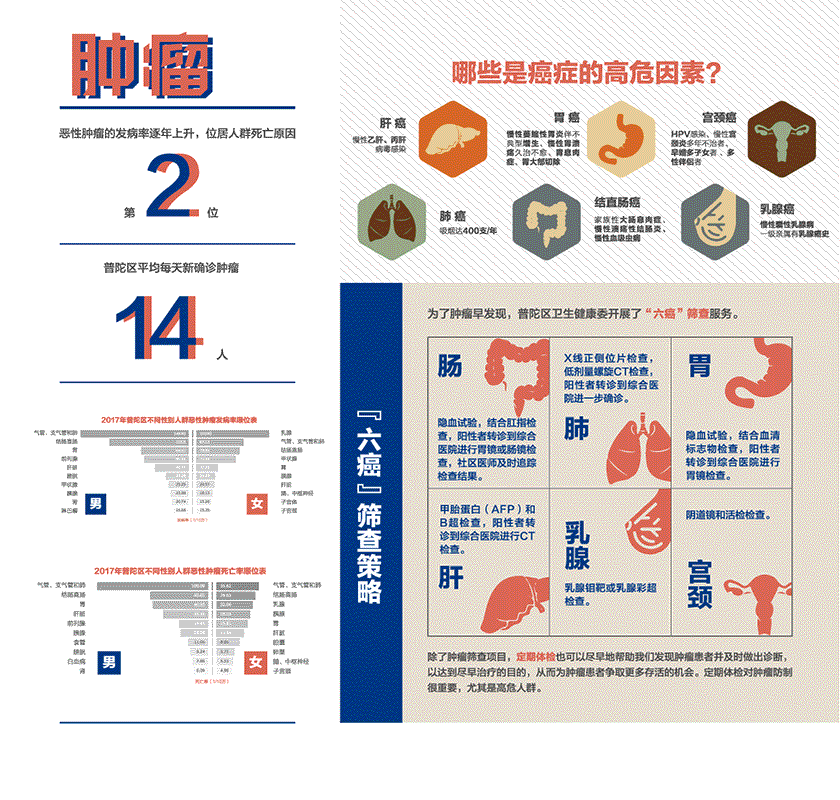 肿瘤
恶性肿瘤的发病率逐年上升，位居人群死亡原因
第2位
普陀区平均每天新确诊肿瘤
14人
2017年普陀区不同性别人群恶性肿瘤发病率顺位表
气管、支气管和肺
结肠直肠
胃
前列腺
肝脏
膀胱
甲状腺
胰腺
肾
淋巴瘤
男
乳腺
气管、支气管和肺
结肠直肠
甲状腺
胃
胰腺
肝脏
脑、中枢神经
子宫体
子宫颈
女
2017年普陀区不同性别人群恶性肿瘤死亡率顺位表
气管、支气管和肺
结肠直肠
胃
肝脏
前列腺
胰腺
食管
膀胱
白血病
肾
男
气管、支气管和肺
结肠直肠
乳腺
胰腺
胃
肝脏
胆囊
卵巢
脑、中枢神经
子宫颈
女
哪些是癌症的高危因素？
肝癌
慢性乙肝、丙肝
病毒感染
胃癌
慢性萎缩性胃炎伴不
典型增生、慢性胃溃
疡久治不愈、胃息肉
症、胃大部切除
宫颈癌
HPV感染、慢性宫
颈炎多年不治者、
早婚多子女者、多
性伴侣者
肺癌
吸烟达400支/年
结直肠癌
家族性大肠息肉症、
慢性溃疡性结肠炎、
慢性血吸虫病
乳腺癌
慢性囊性乳腺病
一级亲属有乳腺癌史
『六癌』筛查策略
为了肿瘤早发现，普陀区卫生健康委开展了“六癌”筛查服务。
肠
隐血试验，结合肛指检
查，阳性者转诊到综合
医院进行胃镜或肠镜检
查，社区医师及时追踪
检查结果。
X线正侧位片检查，
低剂量螺旋CT检查，
阳性者转诊到综合医
院进一步确诊。
肺
胃
隐血试验，结合血清
标志物检查，阳性者
转诊到综合医院进行
胃镜检查。
甲胎蛋白（AFP）和
B超检查，阳性者转
诊到综合医院进行CT
检查。
肝
乳腺
乳腺钼靶或乳腺彩超
检查。
阴道镜和活检检查。
宫颈
除了肿瘤筛查项目，定期体检也可以尽早地帮助我们发现肿瘤患者并及时做出诊断，
以达到尽早治疗的目的，从而为肿瘤患者争取更多存活的机会。定期体检对肿瘤防制
很重要，尤其是高危人群。